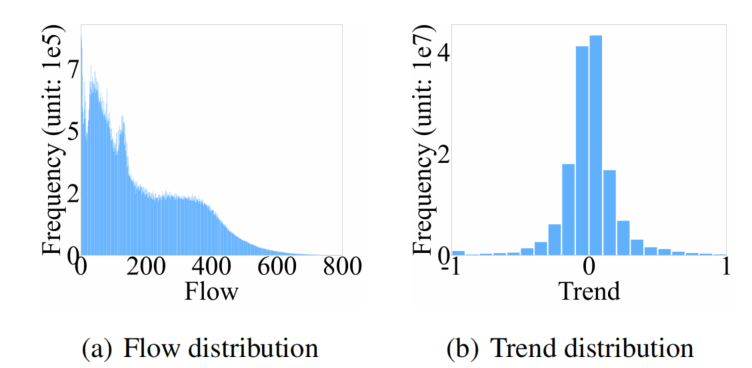 Frequency (unit: 1e5)
7
5
2
0
0 200 400 600 800
Flow
(a) Flow distribution
Frequency (unit: 1e7)
4
2
0
-1 0 1
Trend
(b) Trend distribution